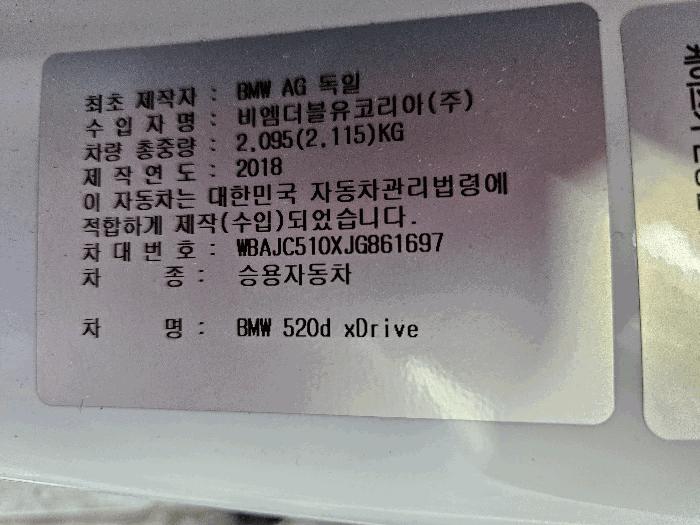 최초 제작자 : BMW AG 독일
수 입 자 명 : 비엠더블유코리아(주)
차량 총중량 : 2.095(2.115)KG
제 작 연 도 : 2018
이 자동차는 대한민국 자동차관리법령에
적합하게 제작(수입)되었습니다.
차 대 번 호 : WBAJC510XJG861697
차 종 : 승용자동차
차 명 : BMW 520d xDrive